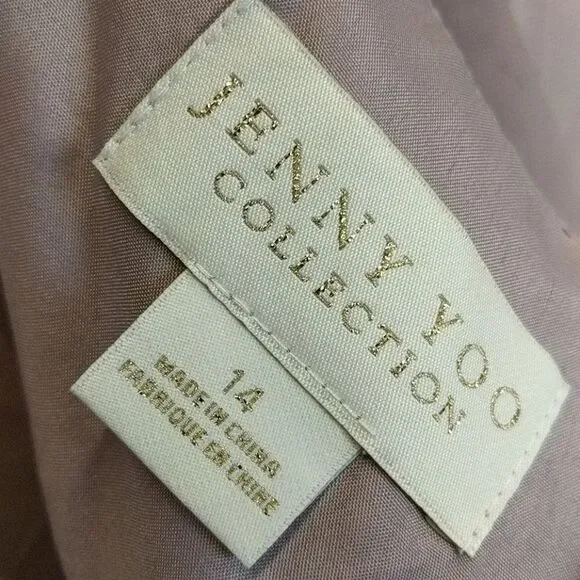 JENNY YOO
COLLECTION
14
MADE IN CHINA
FABRIQUE EN CHINE